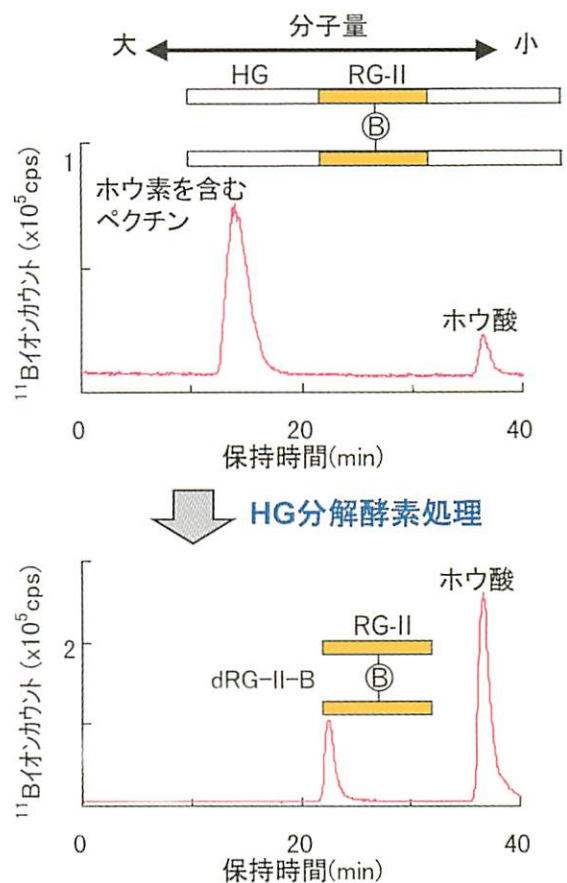 分子量
大 小
HG RG-II
B
1
ホウ素を含む
ペクチン
ホウ酸
¹¹Bイオンカウント(x10⁵cps)
0 20 40
保持時間(min)
HG分解酵素処理
ホウ酸
RG-II
2
dRG-II-B
B
¹¹Bイオンカウント(x10⁵cps)
0 20 40
保持時間(min)